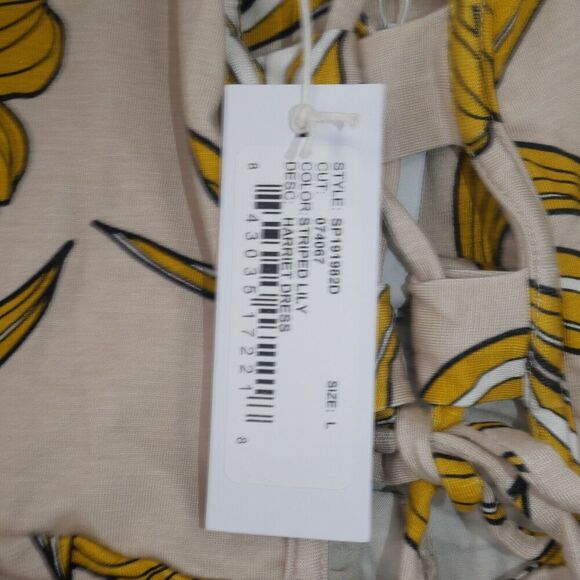 STYLE: SP191982D
CUT: 074067
COLOR STRIPED LILY
DESC. HARRIET DRESS
SIZE: L
8 43035 17221 8